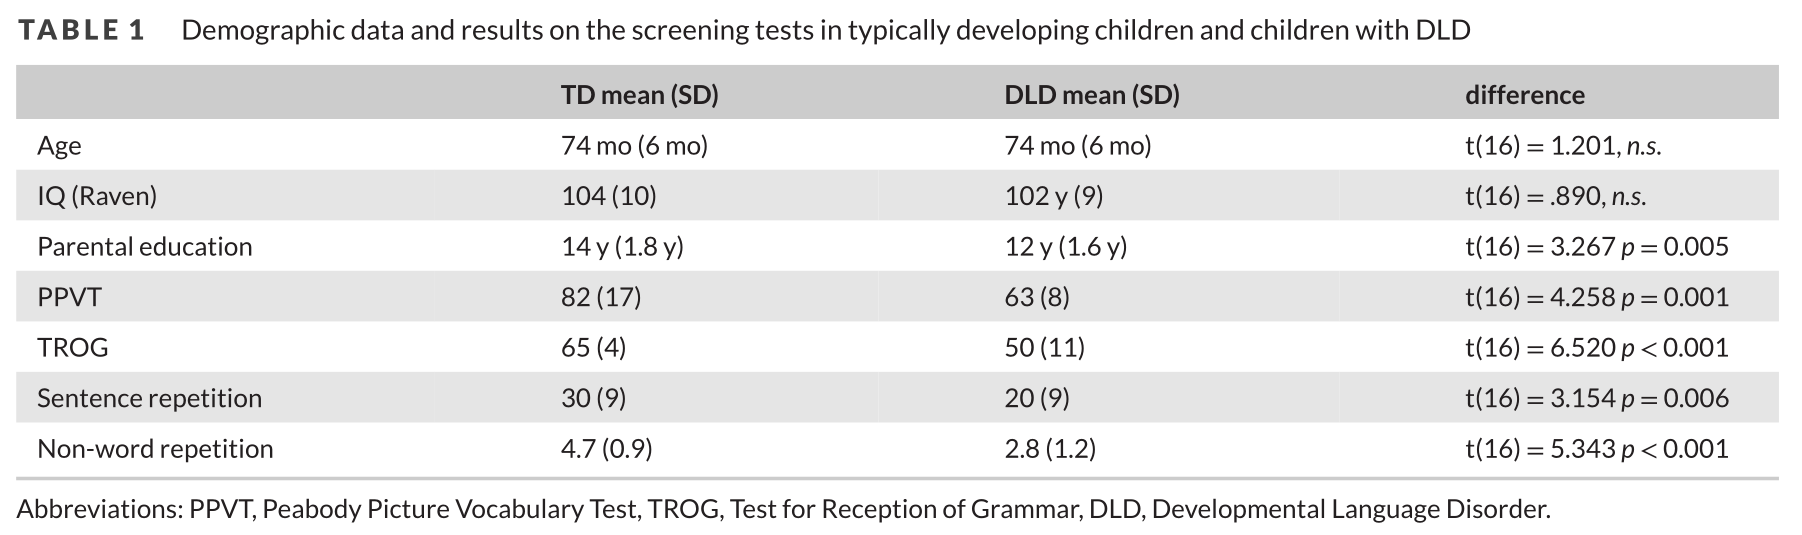 TABLE 1 Demographic data and results on the screening tests in typically developing children and children with DLD
TD mean (SD) DLD mean (SD) difference
Age 74 mo (6 mo) 74 mo (6 mo) t(16) = 1.201, n.s.
IQ (Raven) 104 (10) 102 y (9) t(16) = .890, n.s.
Parental education 14 y (1.8 y) 12 y (1.6 y) t(16) = 3.267 p = 0.005
PPVT 82 (17) 63 (8) t(16) = 4.258 p = 0.001
TROG 65 (4) 50 (11) t(16) = 6.520 p < 0.001
Sentence repetition 30 (9) 20 (9) t(16) = 3.154 p = 0.006
Non-word repetition 4.7 (0.9) 2.8 (1.2) t(16) = 5.343 p < 0.001
Abbreviations: PPVT, Peabody Picture Vocabulary Test, TROG, Test for Reception of Grammar, DLD, Developmental Language Disorder.